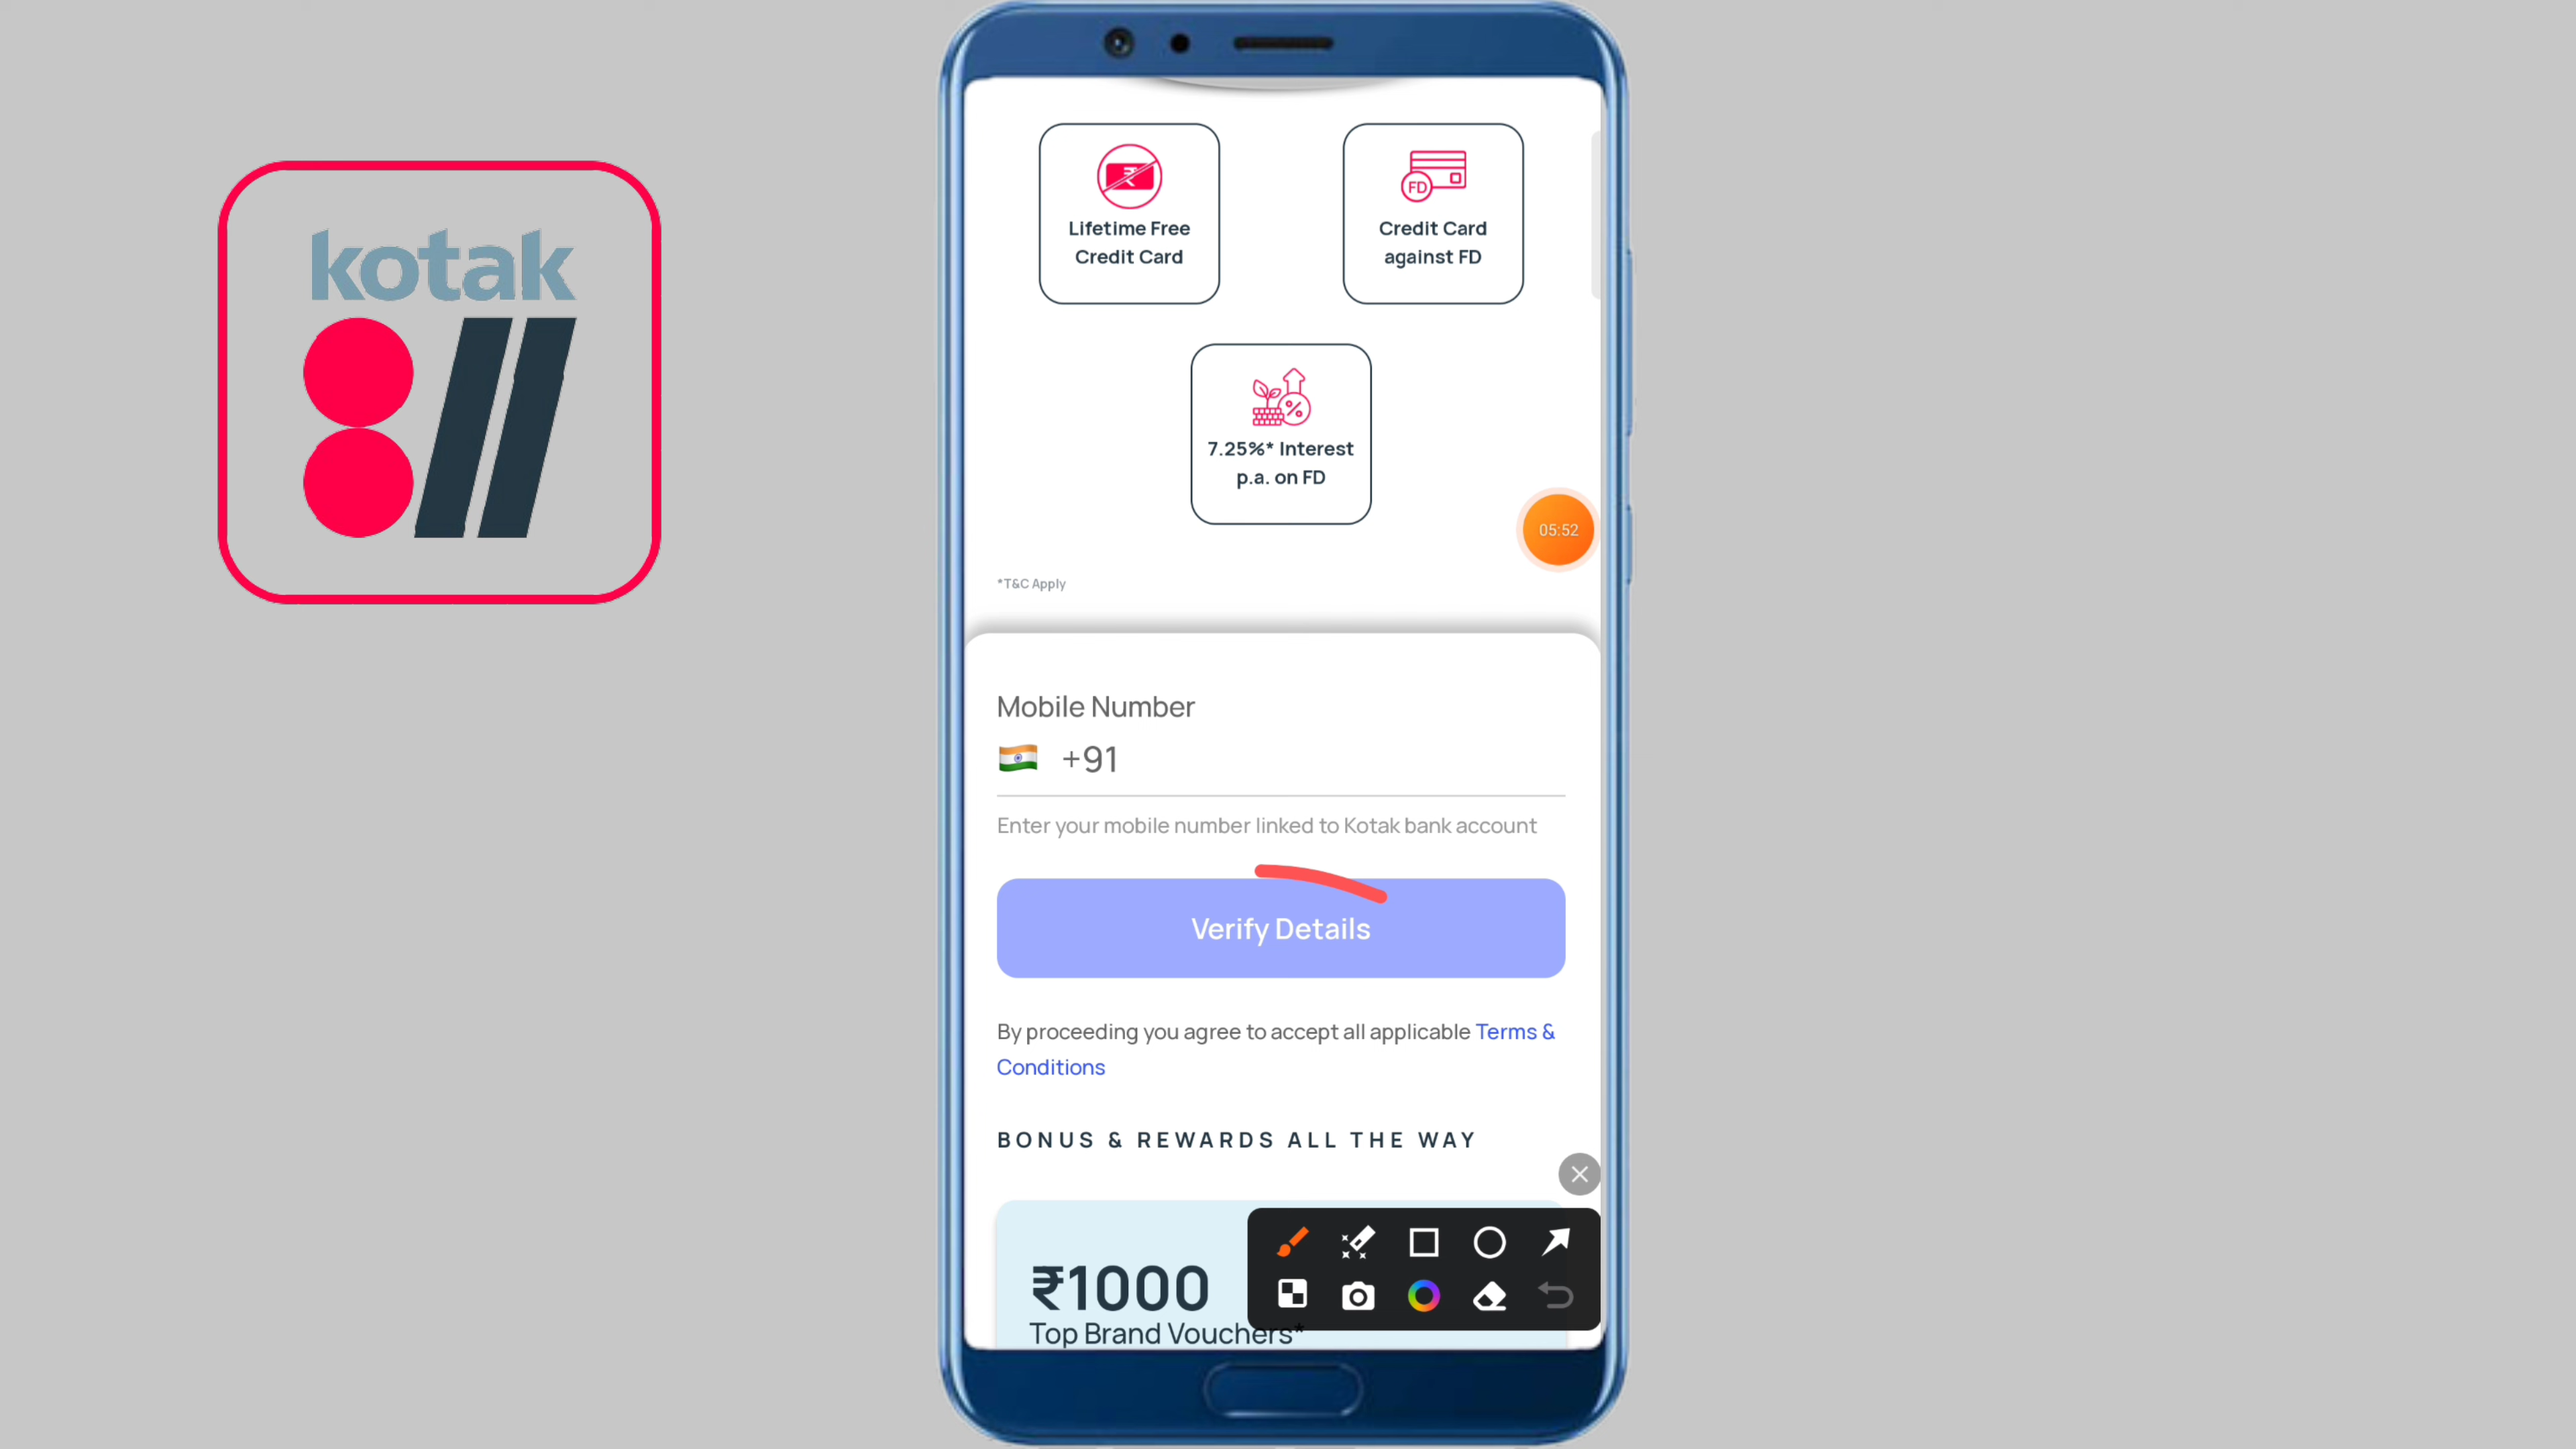 kotak
811
Lifetime Free
Credit Card
FD
Credit Card
against FD
7.25%* Interest
p.a. on FD
05:52
*T&C Apply
Mobile Number
+91
Enter your mobile number linked to Kotak bank account
Verify Details
By proceeding you agree to accept all applicable Terms &
Conditions
BONUS & REWARDS ALL THE WAY
₹1000
Top Brand Vouchers*